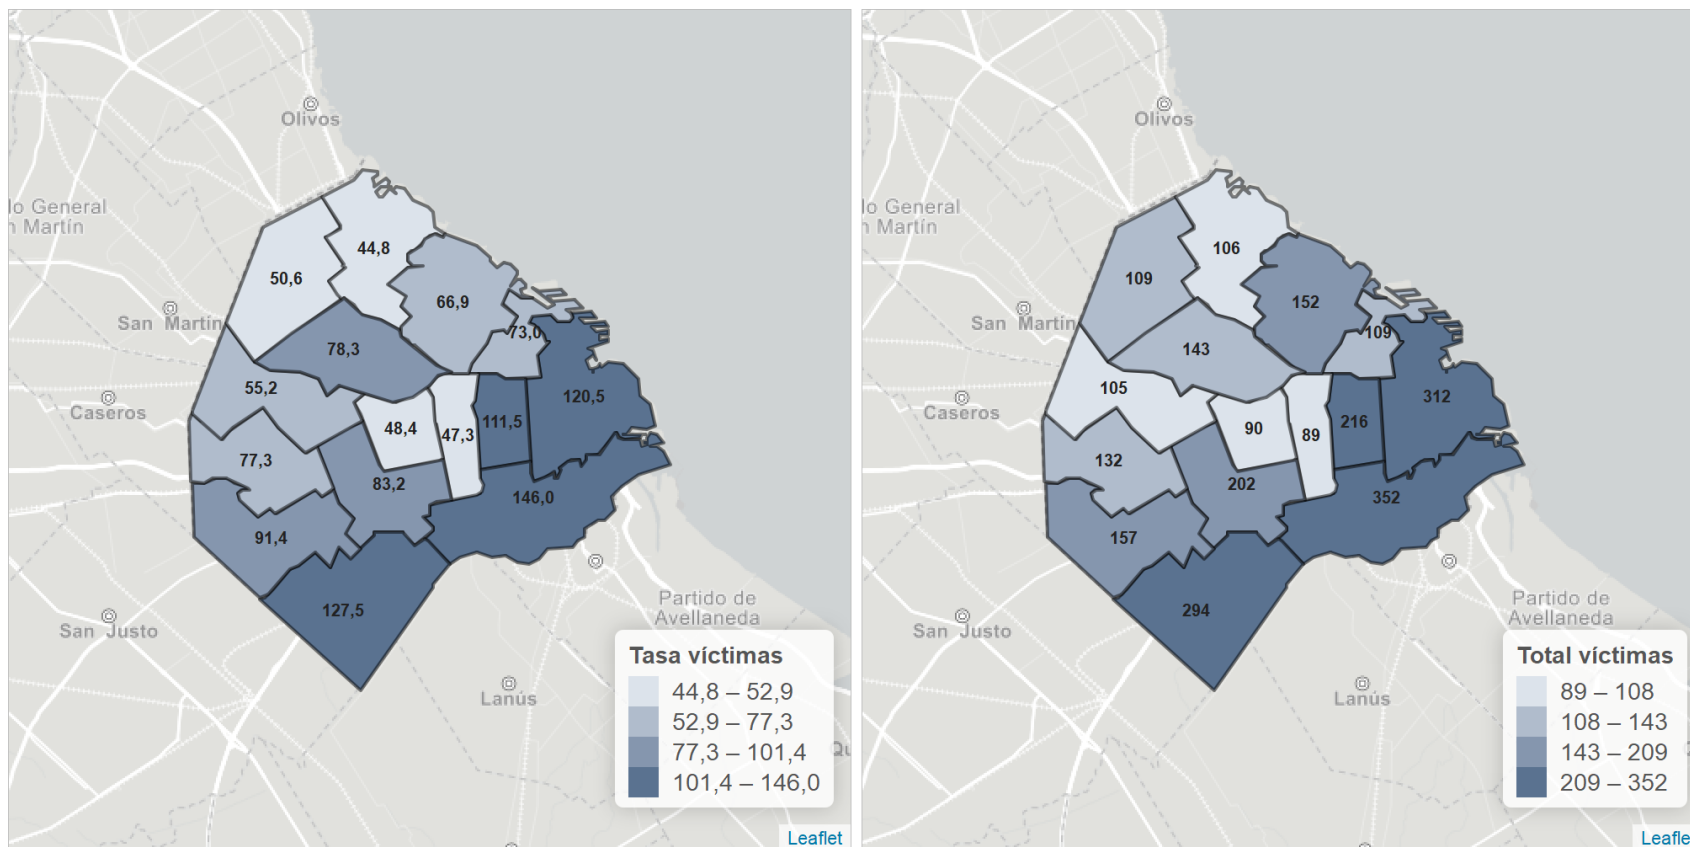 Olivos
lo General
n Martín
44,8
50,6
66,9
San Martín
73,0
78,3
55,2
120,5
Caseros
48,4
111,5
47,3
77,3
83,2
146,0
91,4
127,5
Partido de
Avellaneda
San Justo
Lanús
Qu
Tasa víctimas
44,8 – 52,9
52,9 – 77,3
77,3 – 101,4
101,4 – 146,0
Leaflet
Olivos
lo General
n Martín
106
109
152
San Martín
109
143
105
312
Caseros
90
216
89
132
202
352
157
294
Partido de
Avellaneda
San Justo
Lanús
Total víctimas
89 – 108
108 – 143
143 – 209
209 – 352
Leafle